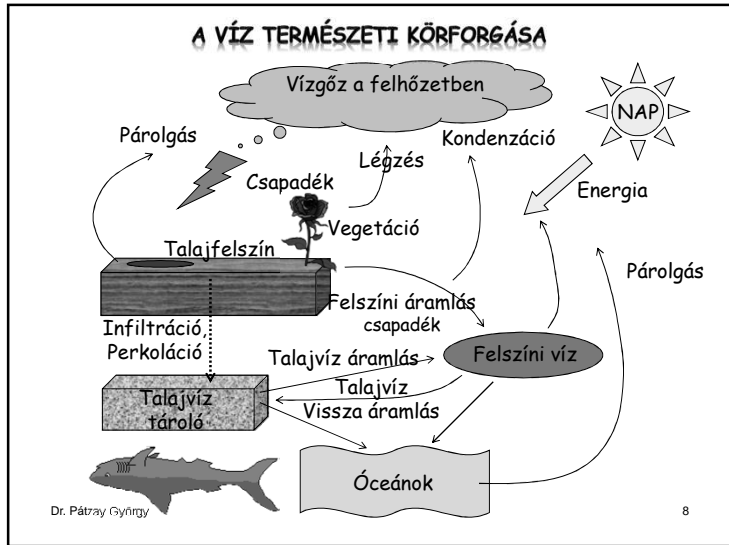 A VÍZ TERMÉSZETI KÖRFORGÁSA
Vízgőz a felhőzetben
NAP
Párolgás
Kondenzáció
Légzés
Csapadék
Energia
Vegetáció
Talajfelszín
Párolgás
Felszíni áramlás
csapadék
Infiltráció,
Perkoláció
Talajvíz áramlás
Felszíni víz
Talajvíz
Vissza áramlás
Talajvíz
tároló
Óceánok
Dr. Pátzay György
8